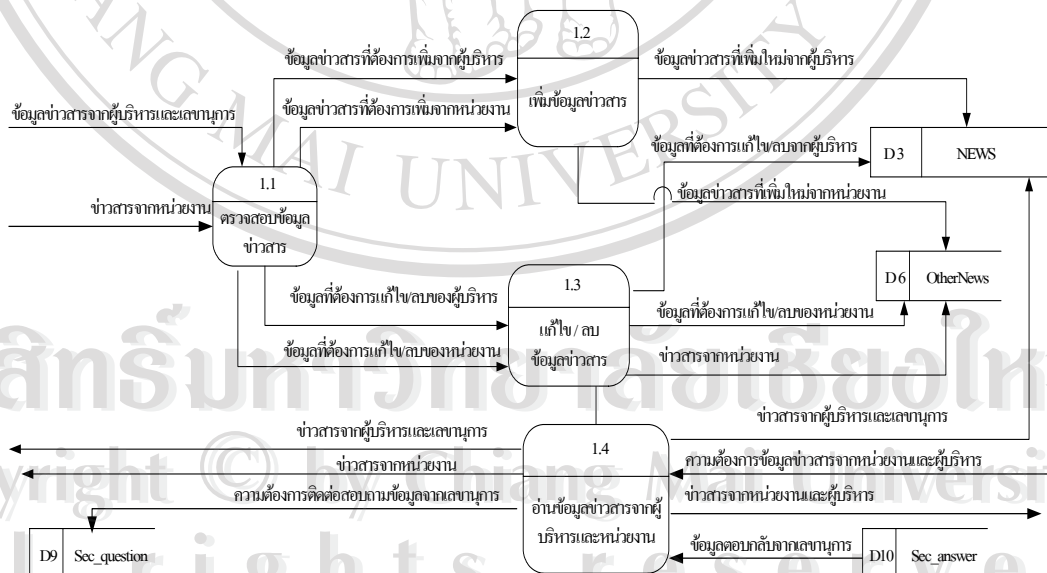 1.2
ข้อมูลข่าวสารที่ต้องการเพิ่มจากผู้บริหาร
ข้อมูลข่าวสารที่เพิ่มใหม่จากผู้บริหาร
เพิ่มข้อมูลข่าวสาร
ข้อมูลข่าวสารจากผู้บริหารและเลขานุการ
ข้อมูลข่าวสารที่ต้องการเพิ่มจากหน่วยงาน
ข้อมูลที่ต้องการแก้ไข/ลบจากผู้บริหาร
D3 NEWS
1.1
ข้อมูลข่าวสารที่เพิ่มใหม่จากหน่วยงาน
ข่าวสารจากหน่วยงาน
ตรวจสอบข้อมูล
ข่าวสาร
D6 OtherNews
1.3
ข้อมูลที่ต้องการแก้ไข/ลบของผู้บริหาร
ข้อมูลที่ต้องการแก้ไข/ลบของหน่วยงาน
แก้ไข / ลบ
ข้อมูลข่าวสาร
ข้อมูลที่ต้องการแก้ไข/ลบของหน่วยงาน
ข่าวสารจากหน่วยงาน
ข่าวสารจากผู้บริหารและเลขานุการ
ข่าวสารจากผู้บริหารและเลขานุการ
1.4
ข่าวสารจากหน่วยงาน
ความต้องการข้อมูลข่าวสารจากหน่วยงานและผู้บริหาร
ความต้องการติดต่อสอบถามข้อมูลจากเลขานุการ
ข่าวสารจากหน่วยงานและผู้บริหาร
อ่านข้อมูลข่าวสารจากผู้
บริหารและหน่วยงาน
ข้อมูลตอบกลับจากเลขานุการ
D9 Sec_question
D10 Sec_answer
ANG MAI UNIVERSITY
สิทธิ์มหาวิทยาลัยเชียงให
yright © by Chiang Mai Universi
l rights reserve